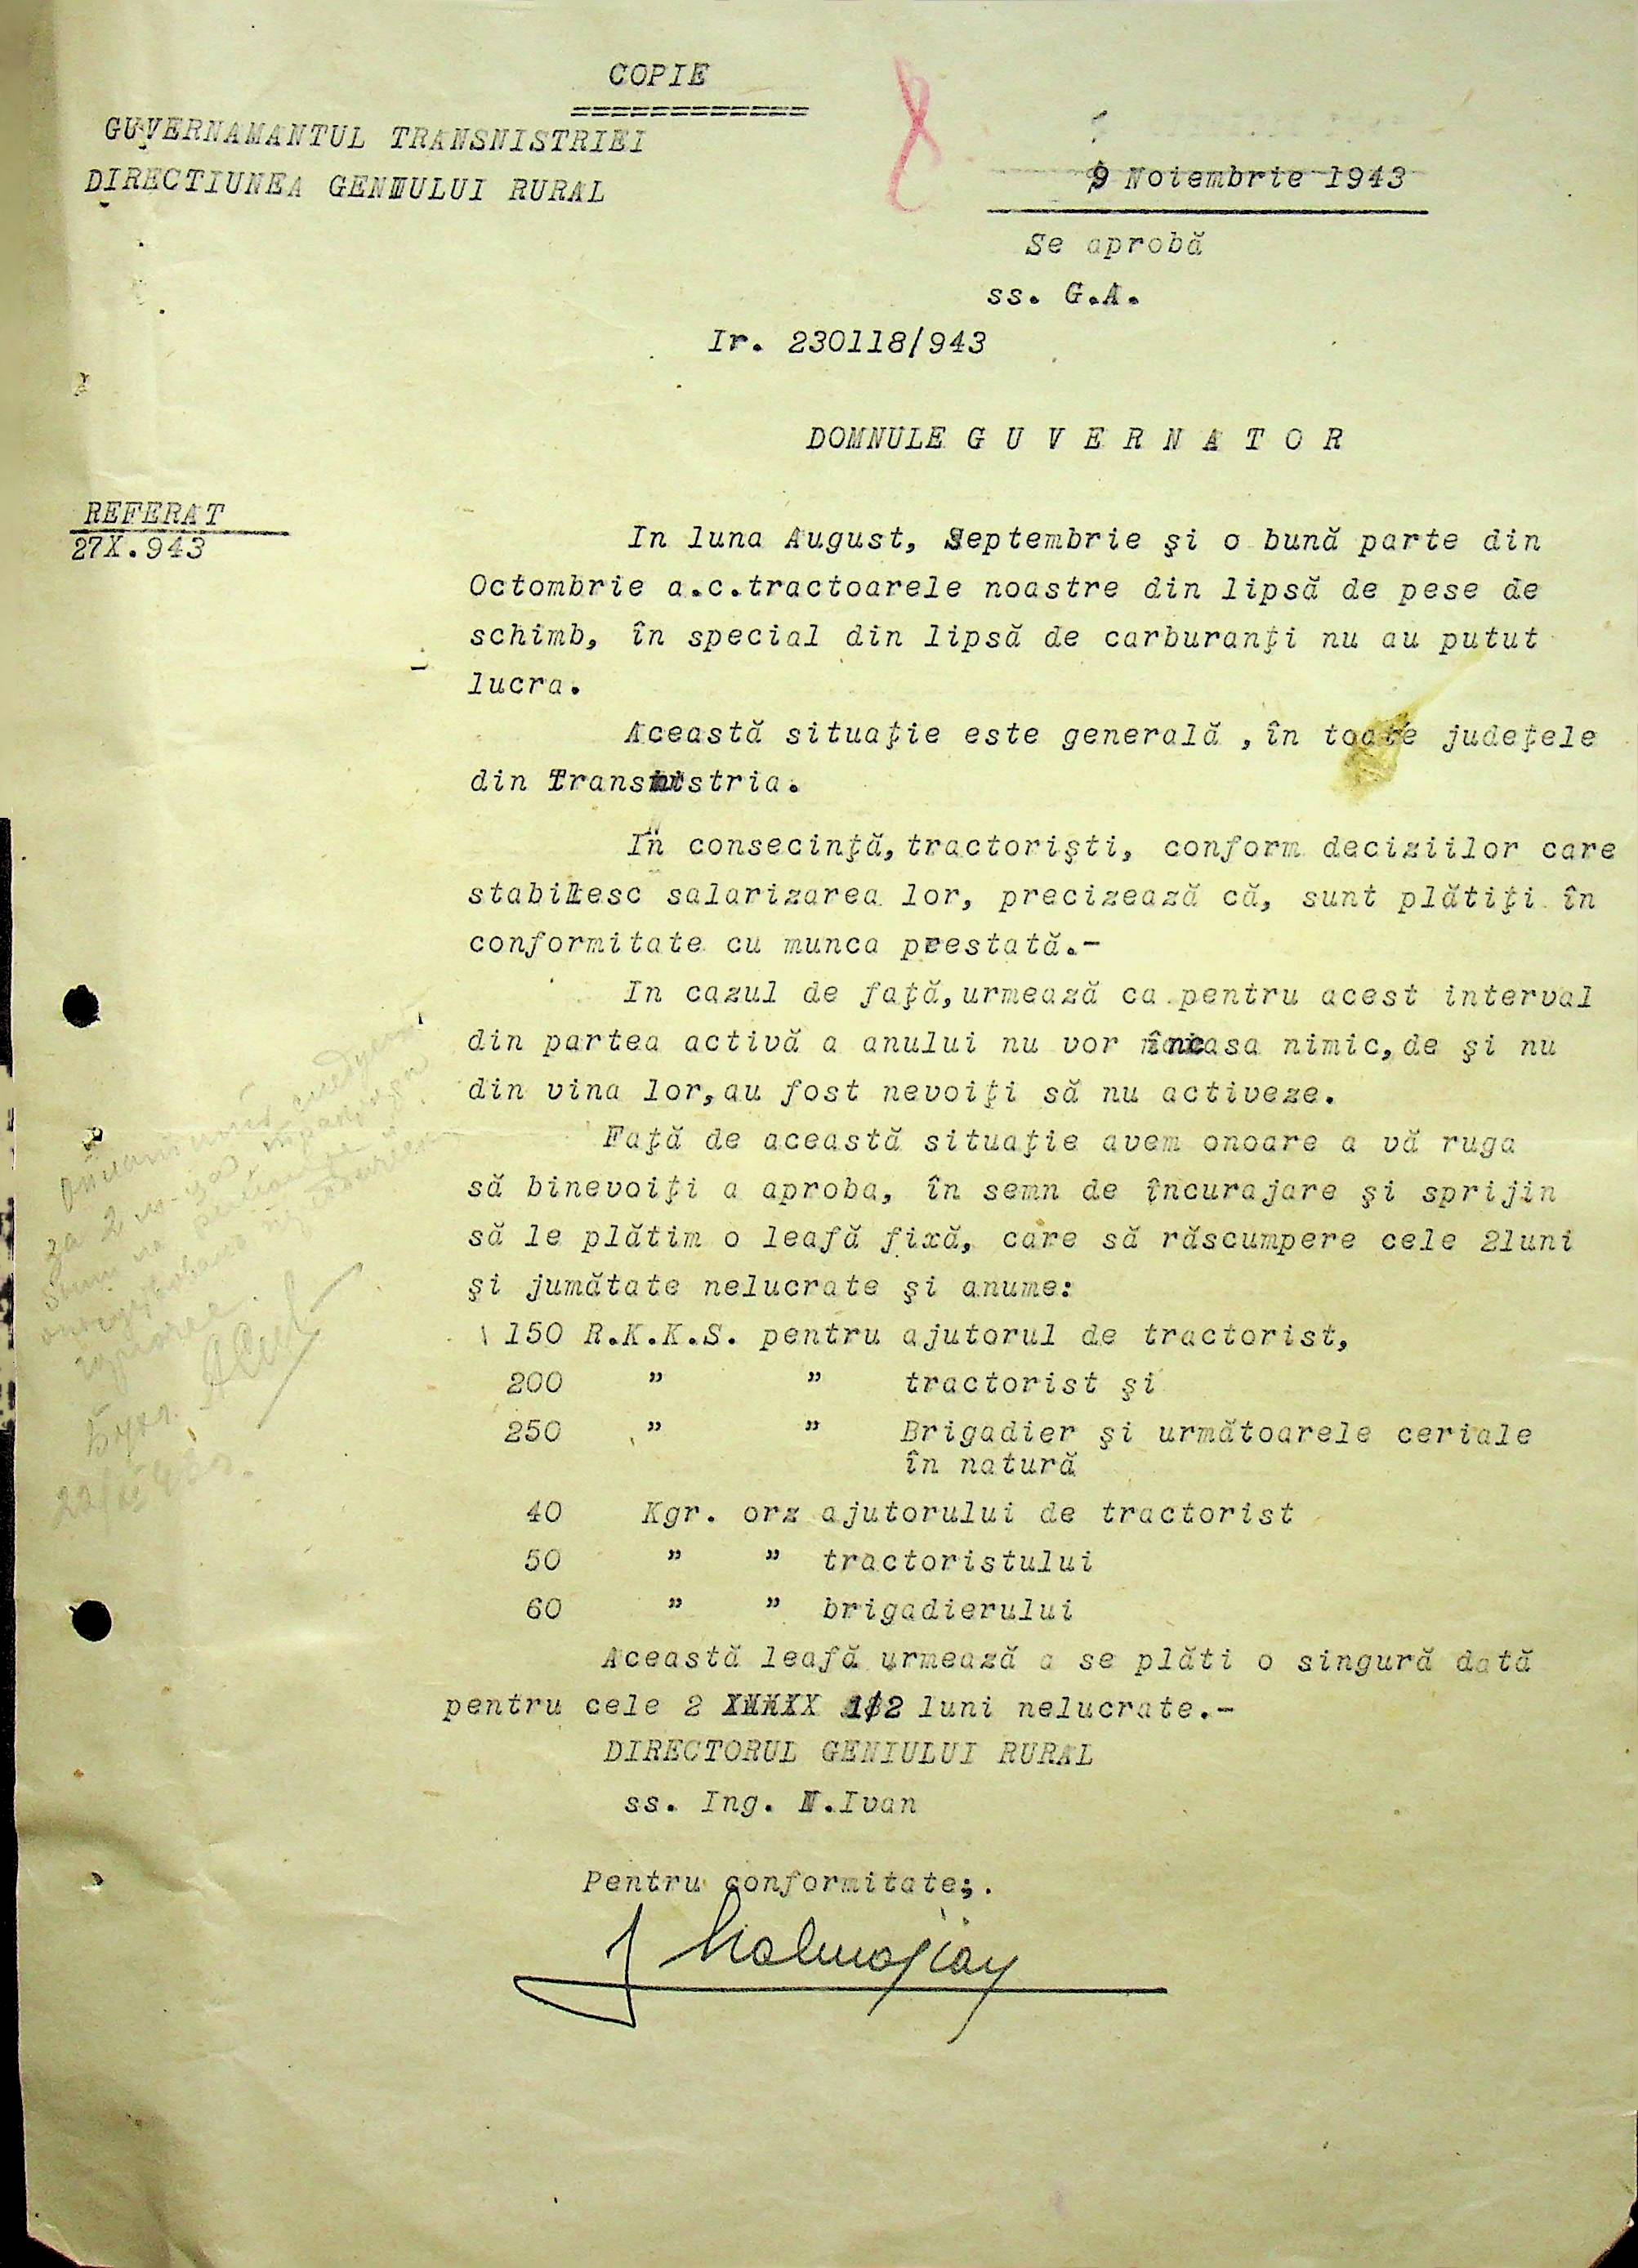 COPIE
GUVERNAMANTUL TRANSNISTRIEI
DIRECTIUNEA GENIULUI RURAL
8
9 Noiembrie 1943
Se aprobă
ss. G.A.
Ir. 230118/943
DOMNULE G U V E R N A T O R
REFERAT
27X.943
In luna August, Septembrie şi o bună parte din
Octombrie a.c.tractoarele noastre din lipsă de pese de
schimb, în special din lipsă de carburanţi nu au putut
lucra.
Această situaţie este generală ,în toate judeţele
din Transnistria.
In consecinţă,tractorişti, conform deciziilor care
stabilesc salarizarea lor, precizează că, sunt plătiţi în
conformitate cu munca prestată.-
In cazul de faţă,urmează ca pentru acest interval
din partea activă a anului nu vor încasa nimic,de şi nu
din vina lor,au fost nevoiţi să nu activeze.
Faţă de această situaţie avem onoare a vă ruga
să binevoiţi a aproba, în semn de încurajare şi sprijin
să le plătim o leafă fixă, care să răscumpere cele 2luni
şi jumătate nelucrate şi anume:
150 R.K.K.S. pentru ajutorul de tractorist,
200 " " tractorist şi
250 " " Brigadier şi următoarele ceriale
în natură
40 Kgr. orz ajutorului de tractorist
50 " " tractoristului
60 " " brigadierului
Această leafă urmează a se plăti o singură dată
pentru cele 2 XXXXX 1/2 luni nelucrate.-
DIRECTORUL GENIULUI RURAL
ss. Ing. N.Ivan
Pentru conformitate;.